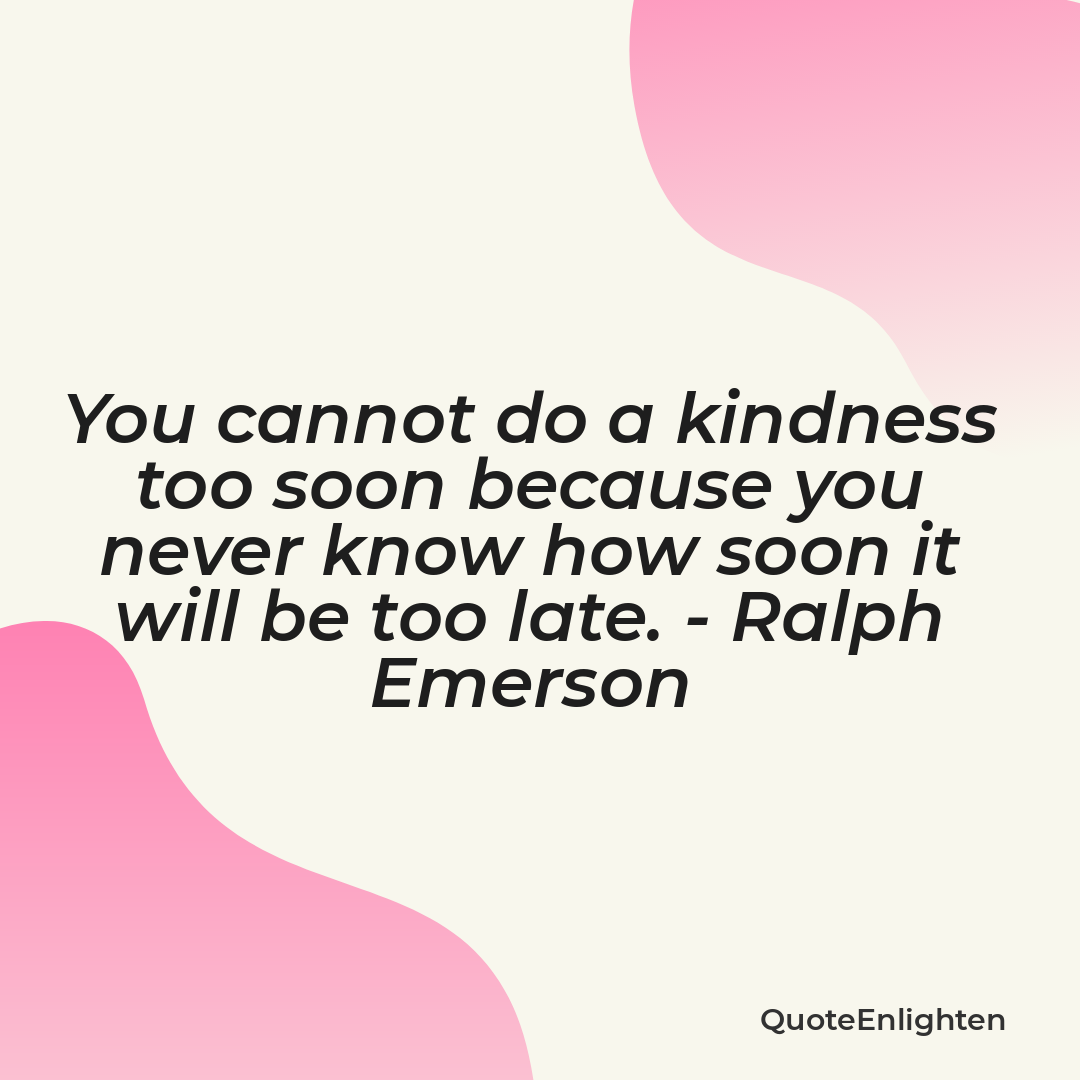 You cannot do a kindness
too soon because you
never know how soon it
will be too late. - Ralph
Emerson
QuoteEnlighten